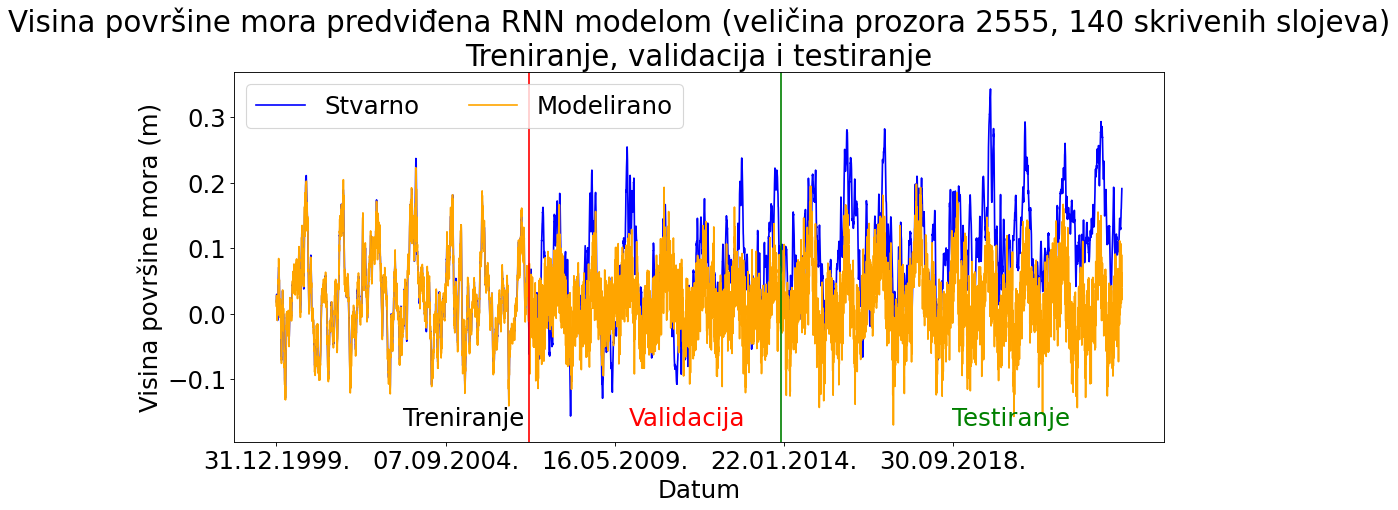 Visina površine mora predviđena RNN modelom (veličina prozora 2555, 140 skrivenih slojeva)
Treniranje, validacija i testiranje
Stvarno Modelirano
Visina površine mora (m)
0.3
0.2
0.1
0.0
−0.1
Treniranje Validacija Testiranje
31.12.1999. 07.09.2004. 16.05.2009. 22.01.2014. 30.09.2018.
Datum